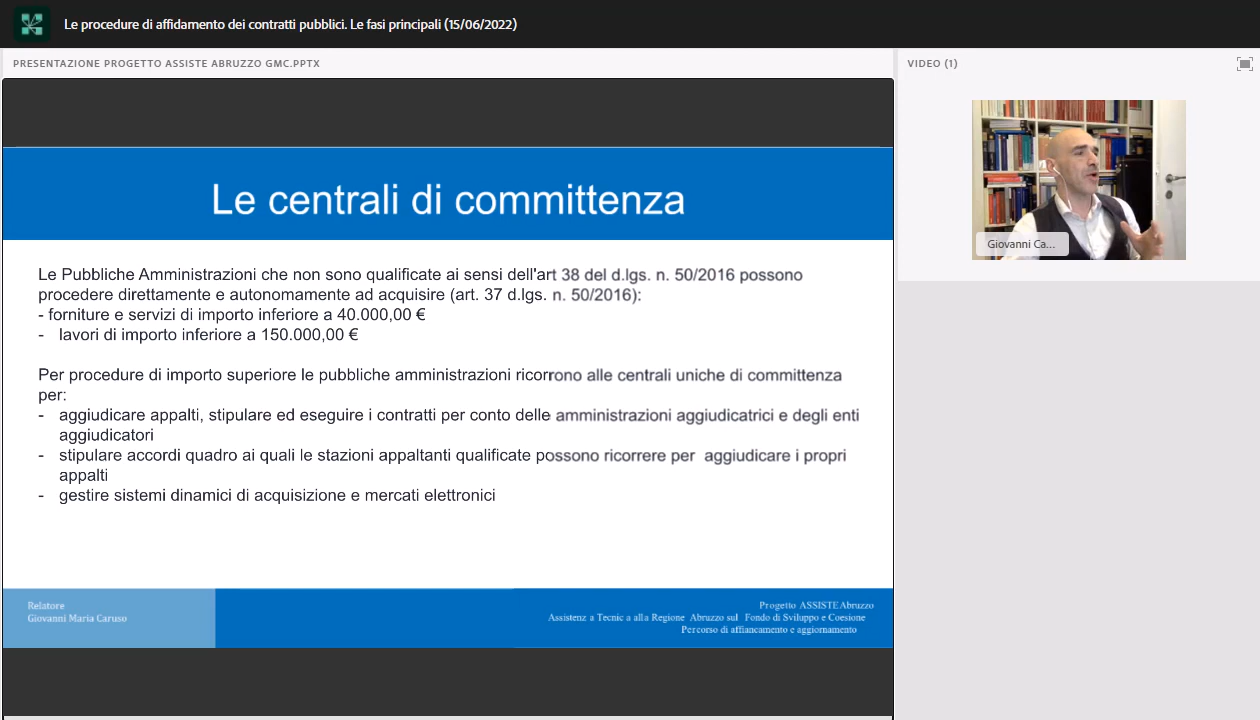 Le procedure di affidamento dei contratti pubblici. Le fasi principali (15/06/2022)
PRESENTAZIONE PROGETTO ASSISTE ABRUZZO GMC.PPTX
VIDEO (1)
Giovanni Ca...
Le centrali di committenza
Le Pubbliche Amministrazioni che non sono qualificate ai sensi dell'art 38 del d.lgs. n. 50/2016 possono
procedere direttamente e autonomamente ad acquisire (art. 37 d.lgs. n. 50/2016):
- forniture e servizi di importo inferiore a 40.000,00 €
- lavori di importo inferiore a 150.000,00 €
Per procedure di importo superiore le pubbliche amministrazioni ricorrono alle centrali uniche di committenza
per:
- aggiudicare appalti, stipulare ed eseguire i contratti per conto delle amministrazioni aggiudicatrici e degli enti
aggiudicatori
- stipulare accordi quadro ai quali le stazioni appaltanti qualificate possono ricorrere per aggiudicare i propri
appalti
- gestire sistemi dinamici di acquisizione e mercati elettronici
Relatore
Giovanni Maria Caruso
Progetto ASSISTE Abruzzo
Assistenz a Tecnic a alla Regione Abruzzo sul Fondo di Sviluppo e Coesione
Percorso di affiancamento e aggiornamento